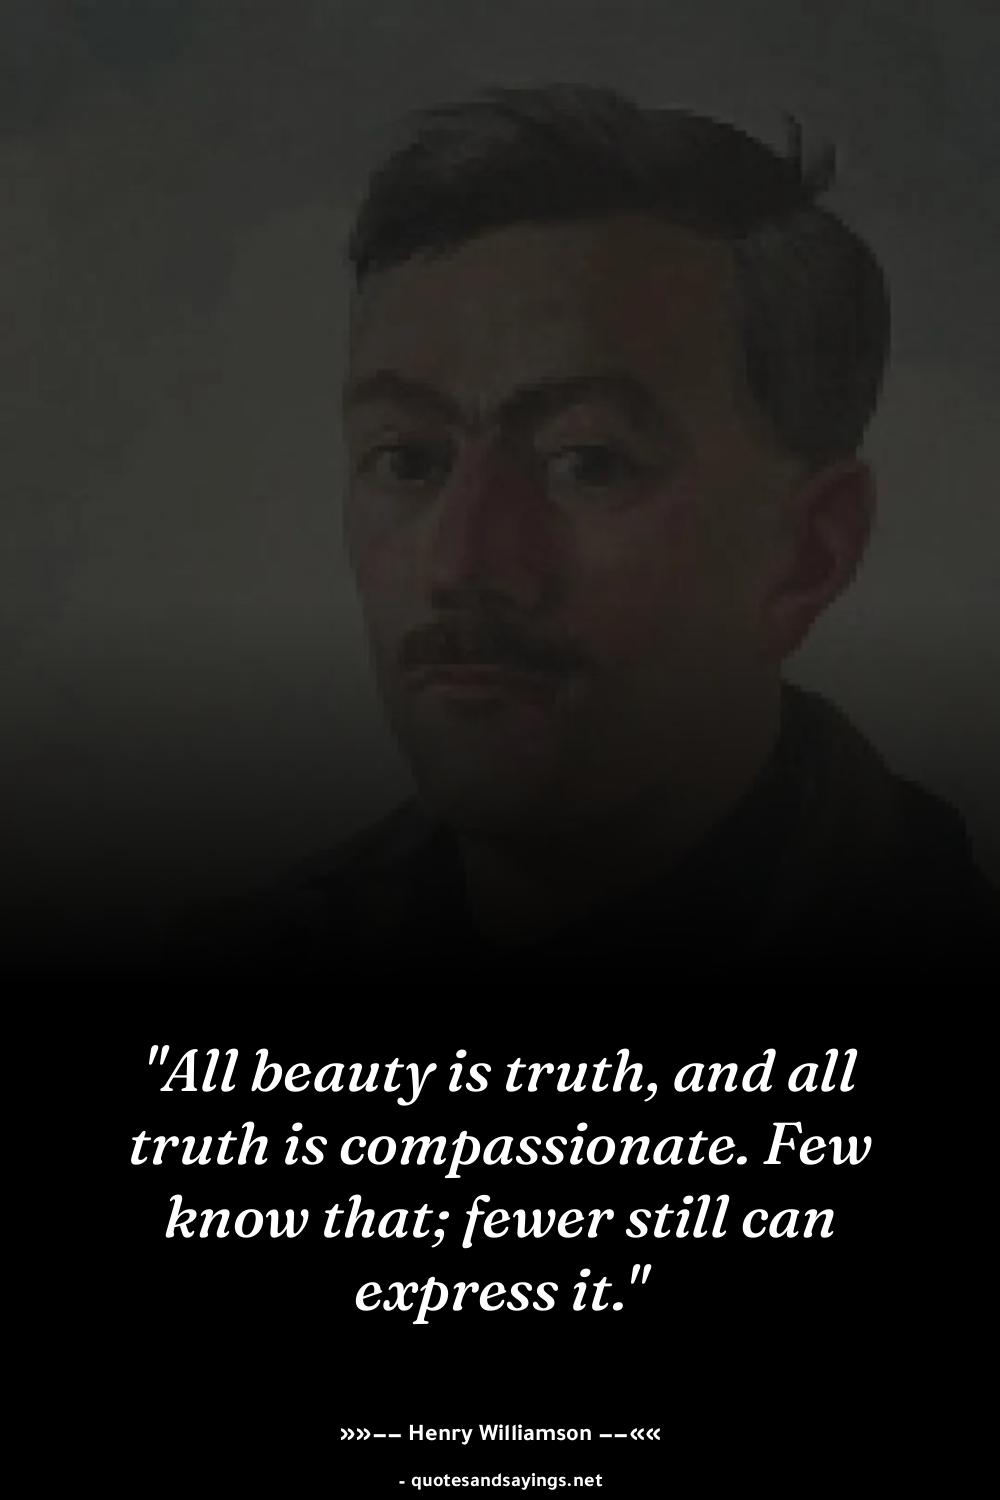 "All beauty is truth, and all
truth is compassionate. Few
know that; fewer still can
express it."
»»–– Henry Williamson ––««
- quotesandsayings.net